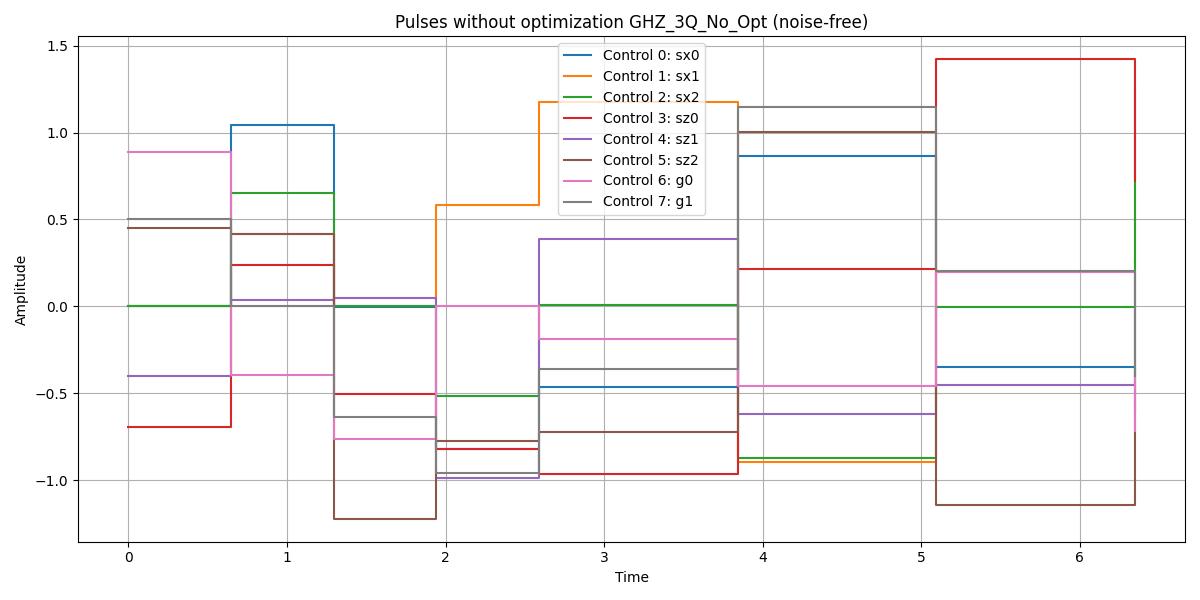 Pulses without optimization GHZ_3Q_No_Opt (noise-free)
1.5
1.0
0.5
0.0
−0.5
−1.0
Amplitude
Control 0: sx0
Control 1: sx1
Control 2: sx2
Control 3: sz0
Control 4: sz1
Control 5: sz2
Control 6: g0
Control 7: g1
0 1 2 3 4 5 6
Time